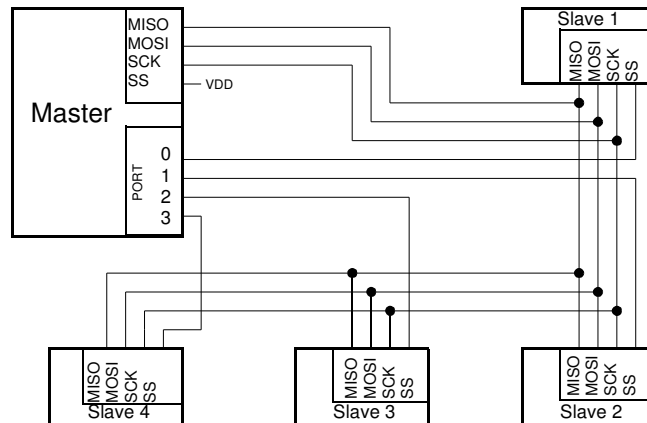 MISO
MOSI
SCK
SS
VDD
Master
PORT
0
1
2
3
Slave 1
MISO
MOSI
SCK
SS
MISO
MOSI
SCK
SS
Slave 4
MISO
MOSI
SCK
SS
Slave 3
MISO
MOSI
SCK
SS
Slave 2